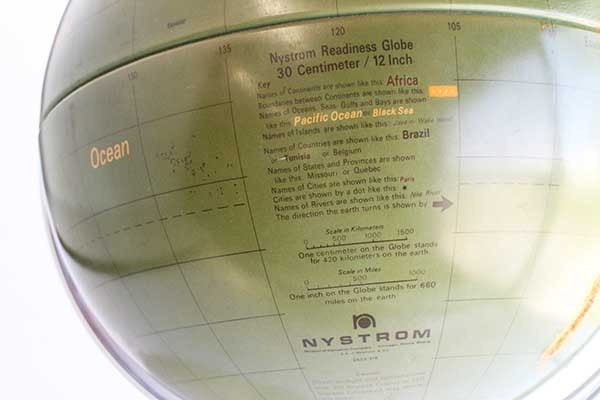 Equator
105
120
135
150
Ocean
Nystrom Readiness Globe
30 Centimeter / 12 Inch
Key
Names of Continents are shown like this: Africa
Boundaries between Continents are shown like this:
Names of Oceans, Seas, Gulfs and Bays are shown
like this: Pacific Ocean or Black Sea
Names of Islands are shown like this: Java or Wake Island
Names of Countries are shown like this: Brazil
or Tunisia or Belgium
Names of States and Provinces are shown
like this: Missouri or Quebec
Names of Cities are shown like this: Paris
Cities are shown by a dot like this:
Names of Rivers are shown like this: Nile River
The direction the earth turns is shown by
Scale in Kilometers
0 500 1000 1500
One centimeter on the Globe stands
for 420 kilometers on the earth
Scale in Miles
0 500 1000
One inch on the Globe stands for 660
miles on the earth
NYSTROM